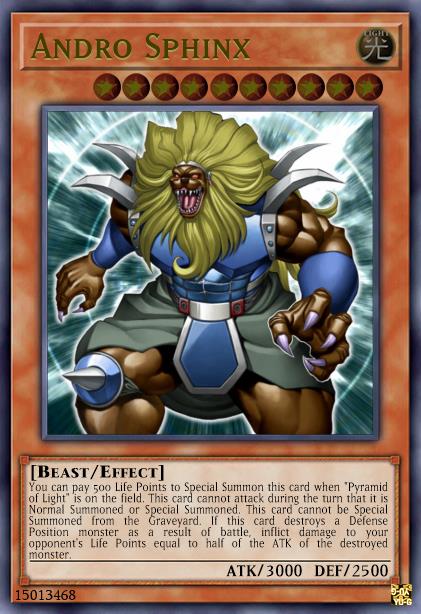 ANDRO SPHINX
LIGHT
光
[BEAST/EFFECT]
You can pay 500 Life Points to Special Summon this card when "Pyramid
of Light" is on the field. This card cannot attack during the turn that it is
Normal Summoned or Special Summoned. This card cannot be Special
Summoned from the Graveyard. If this card destroys a Defense
Position monster as a result of battle, inflict damage to your
opponent's Life Points equal to half of the ATK of the destroyed
monster.
ATK/3000 DEF/2500
15013468